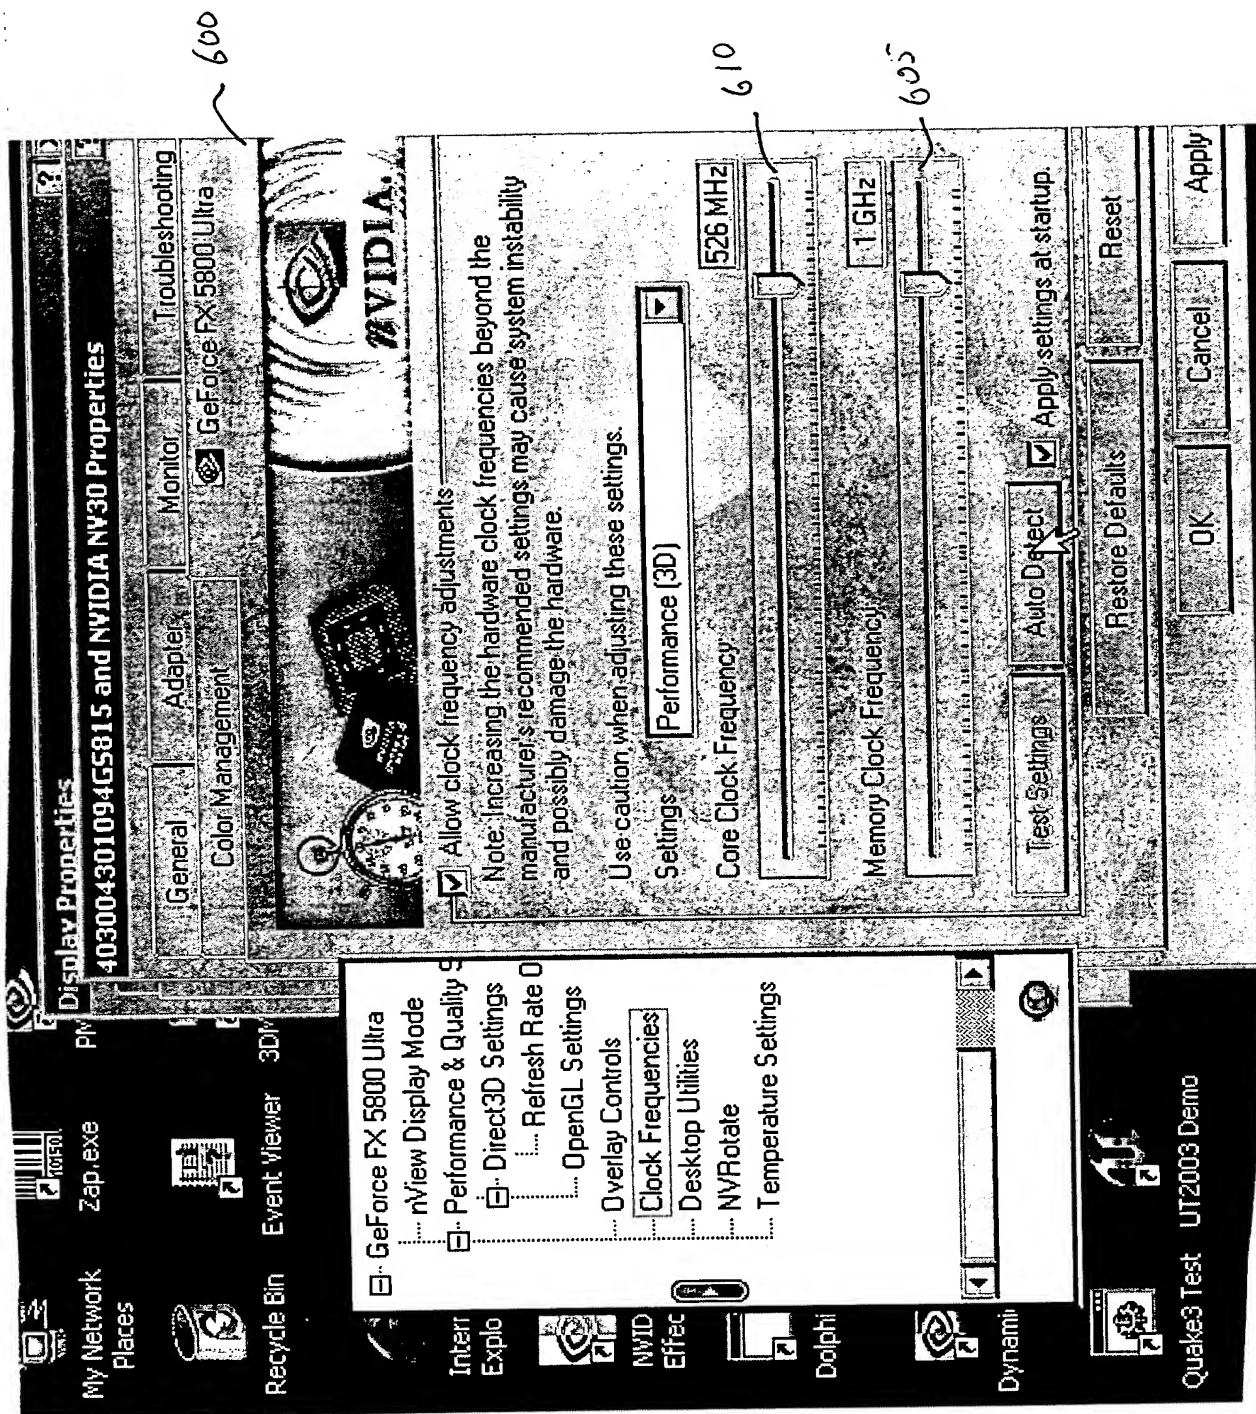 600
610
605
Display Properties
403004301094GS815 and NVIDIA NV30 Properties
General
Adapter
Monitor
Troubleshooting
Color Management
GeForce FX 5800 Ultra
NVIDIA.
Allow clock frequency adjustments
Note: Increasing the hardware clock frequencies beyond the
manufacturer's recommended settings may cause system instability
and possibly damage the hardware.
Use caution when adjusting these settings.
Settings
Performance (3D)
Core Clock Frequency
526 MHz
Memory Clock Frequency
1 GHz
Test Settings
Auto Detect
Apply settings at startup.
Restore Defaults
Reset
OK
Cancel
Apply
GeForce FX 5800 Ultra
nView Display Mode
Performance & Quality S
Direct3D Settings
Refresh Rate O
OpenGL Settings
Overlay Controls
Clock Frequencies
Desktop Utilities
NVRotate
Temperature Settings
My Network
Places
Zap.exe
Recycle Bin
Event Viewer
3DM
Intern
Explo
NVID
Effec
Dolphi
Dynami
Quake3 Test
UT2003 Demo